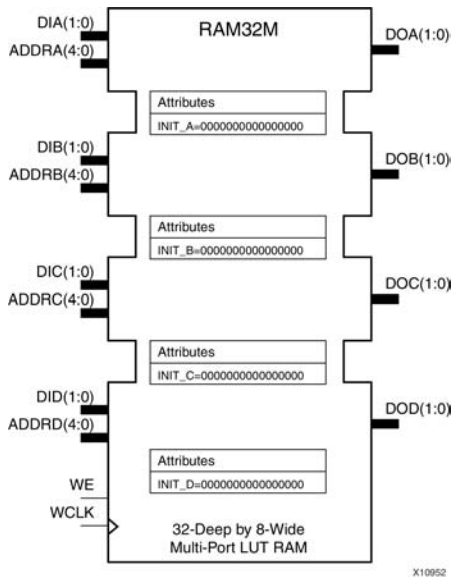 DIA(1:0)
ADDRA(4:0)
RAM32M
DOA(1:0)
Attributes
INIT_A=0000000000000000
DIB(1:0)
ADDRB(4:0)
DOB(1:0)
Attributes
INIT_B=0000000000000000
DIC(1:0)
ADDRC(4:0)
DOC(1:0)
Attributes
INIT_C=0000000000000000
DID(1:0)
ADDRD(4:0)
DOD(1:0)
Attributes
INIT_D=0000000000000000
WE
WCLK
32-Deep by 8-Wide
Multi-Port LUT RAM
X10952